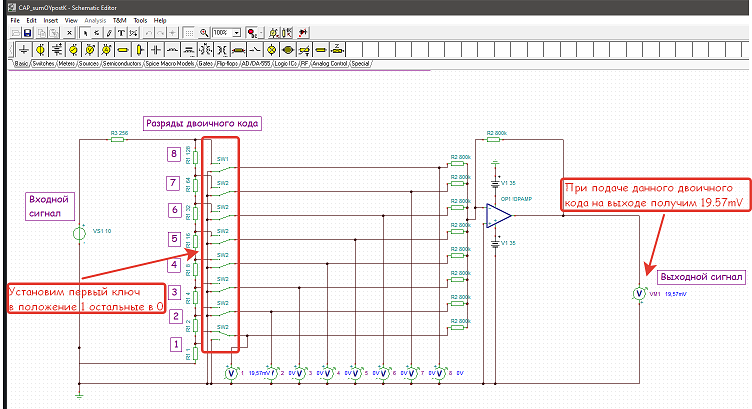 CAP_sumOYpostK - Schematic Editor
File Edit Insert View Analysis T&M Tools Help
100%
Basic Switches Meters Sources Semiconductors Spice Macro Models Gates Flip-flops AD/DA-555 Logic ICs RF Analog Control Special
Разряды двоичного кода
R3 256
R2 800k
8
R1 128
SW1
R2 800k
7
R1 64
SW2
R2 800k
6
R1 32
SW2
R2 800k
5
R1 16
SW2
R2 800k
4
R1 8
SW2
R2 800k
3
R1 4
SW2
R2 800k
2
R1 2
SW2
R2 800k
1
R1 1
SW2
R2 800k
Входной
сигнал
VS1 10
V1 35
OP1 !OPAMP
V1 35
При подаче данного двоичного
кода на выходе получим 19.57mV
Выходной сигнал
VM1 19,57mV
Установим первый ключ
в положение 1 остальные в 0
1 19,57mV 2 0V 3 0V 4 0V 5 0V 6 0V 7 0V 8 0V